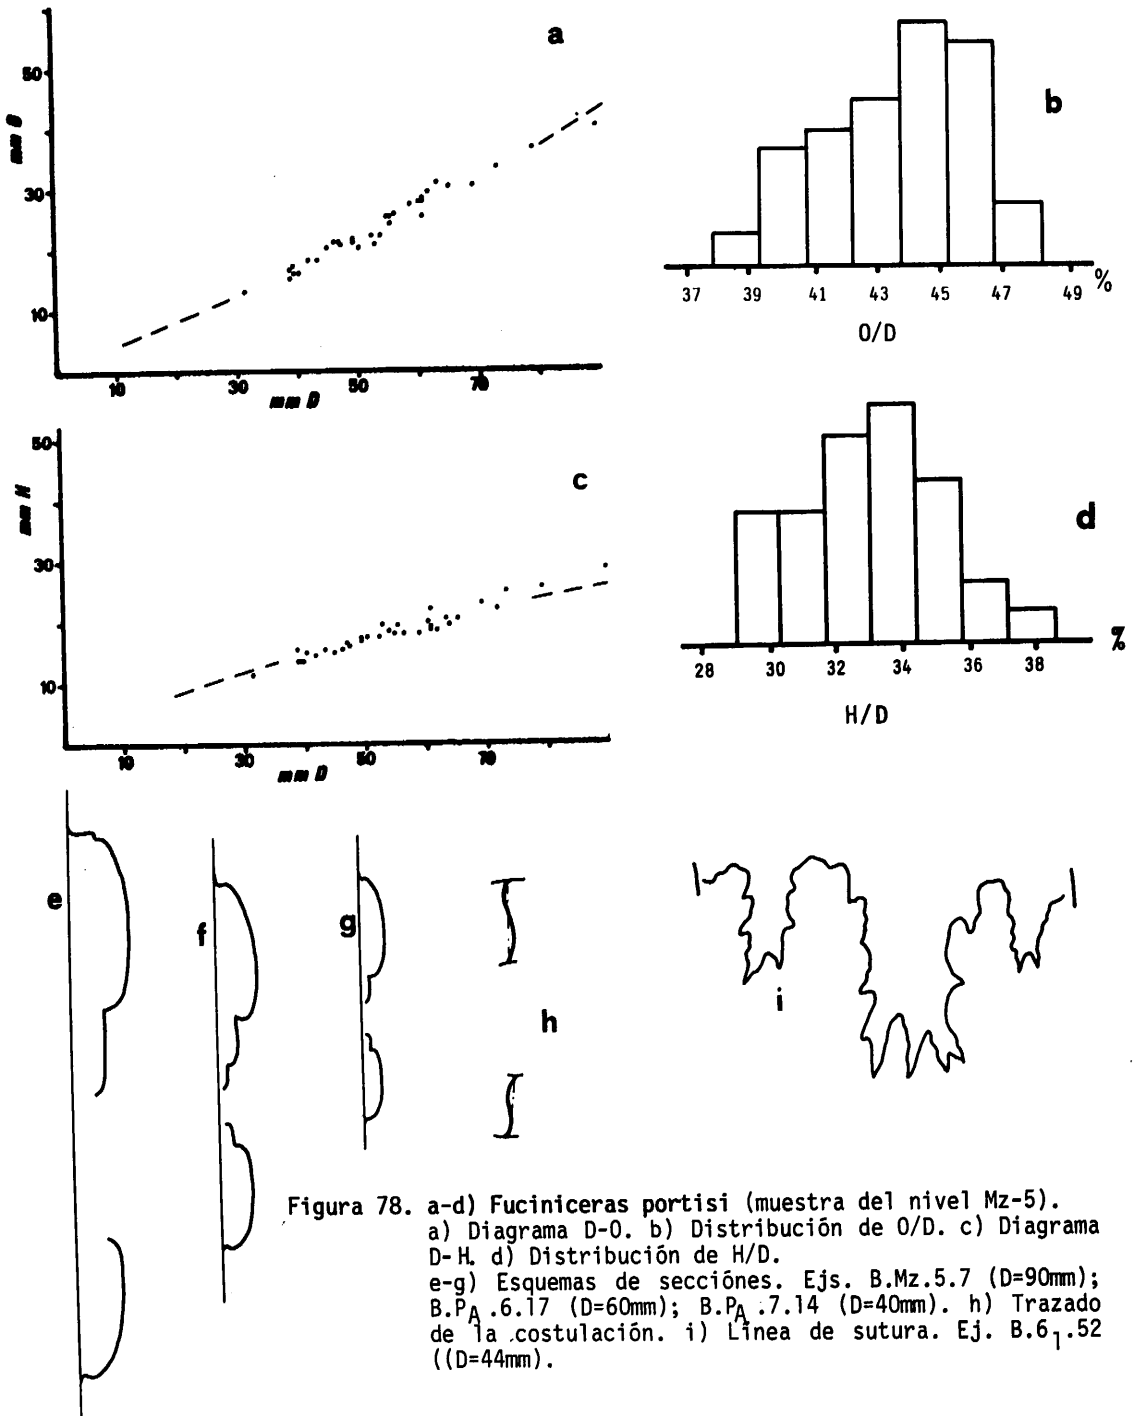 a
50
30
10
mm O
10
30
50
70
mm D
b
37 39 41 43 45 47 49 %
O/D
c
50
30
10
mm H
10
30
50
70
mm D
d
28 30 32 34 36 38 %
H/D
e
f
g
h
i
Figura 78. a-d) Fuciniceras portisi (muestra del nivel Mz-5).
a) Diagrama D-O. b) Distribución de O/D. c) Diagrama
D-H. d) Distribución de H/D.
e-g) Esquemas de secciónes. Ejs. B.Mz.5.7 (D=90mm);
B.PA.6.17 (D=60mm); B.PA.7.14 (D=40mm). h) Trazado
de la costulación. i) Línea de sutura. Ej. B.61.52
((D=44mm).